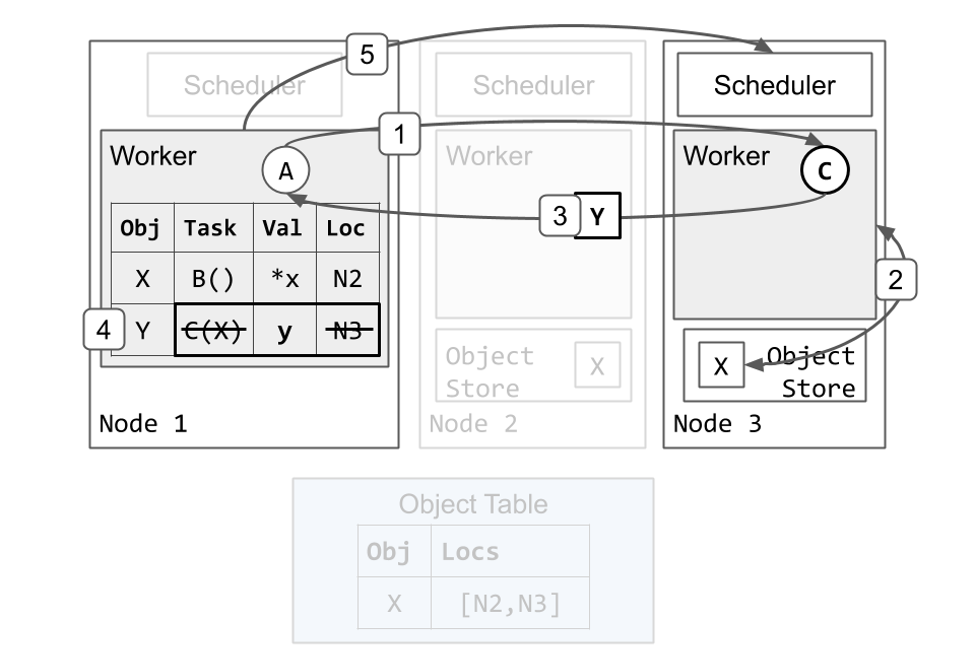 5
Scheduler
Scheduler
Scheduler
1
Worker
A
Worker
Worker
C
3
Y
Obj Task Val Loc
X B() *x N2
4
Y C(X) y N3
2
Object
Store
X
X
Object
Store
Node 1
Node 2
Node 3
Object Table
Obj Locs
X [N2,N3]